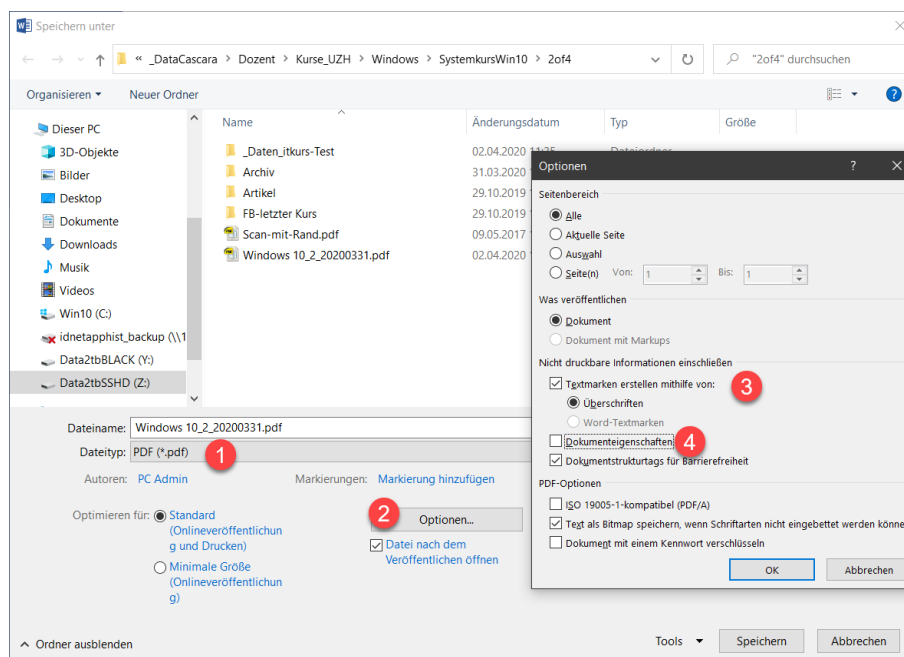 Speichern unter
« _DataCascara > Dozent > Kurse_UZH > Windows > SystemkursWin10 > 2of4
"2of4" durchsuchen
Organisieren
Neuer Ordner
Dieser PC
3D-Objekte
Bilder
Desktop
Dokumente
Downloads
Musik
Videos
Win10 (C:)
idnetapphist_backup (\\1
Data2tbBLACK (Y:)
Data2tbSSHD (Z:)
Name Änderungsdatum Typ Größe
_Daten_itkurs-Test 02.04.2020 11:35 Dateiordner
Archiv 31.03.2020
Artikel 29.10.2019
FB-letzter Kurs 29.10.2019
Scan-mit-Rand.pdf 09.05.2017
Windows 10_2_20200331.pdf 02.04.2020
Dateiname: Windows 10_2_20200331.pdf
Dateityp: PDF (*.pdf)
1
Autoren: PC Admin
Markierungen: Markierung hinzufügen
Optimieren für: Standard
(Onlineveröffentlichun
g und Drucken)
Minimale Größe
(Onlineveröffentlichun
g)
2
Optionen...
Datei nach dem
Veröffentlichen öffnen
Ordner ausblenden
Tools
Speichern
Abbrechen
Optionen ?
Seitenbereich
Alle
Aktuelle Seite
Auswahl
Seite(n) Von: 1 Bis: 1
Was veröffentlichen
Dokument
Dokument mit Markups
Nicht druckbare Informationen einschließen
Textmarken erstellen mithilfe von:
3
Überschriften
Word-Textmarken
Dokumenteigenschaften
4
Dokumentstrukturtags für Barrierefreiheit
PDF-Optionen
ISO 19005-1-kompatibel (PDF/A)
Text als Bitmap speichern, wenn Schriftarten nicht eingebettet werden könne
Dokument mit einem Kennwort verschlüsseln
OK
Abbrechen